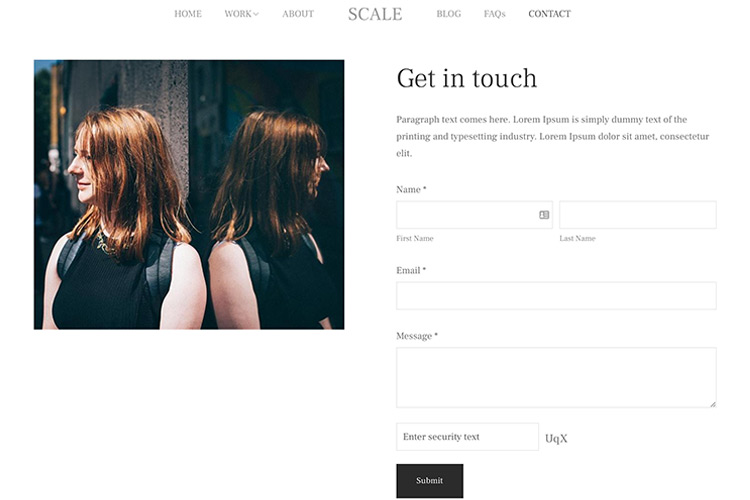 HOME WORK ABOUT SCALE BLOG FAQs CONTACT
Get in touch
Paragraph text comes here. Lorem Ipsum is simply dummy text of the
printing and typesetting industry. Lorem Ipsum dolor sit amet, consectetur
elit.
Name *
First Name Last Name
Email *
Message *
Enter security text UqX
Submit